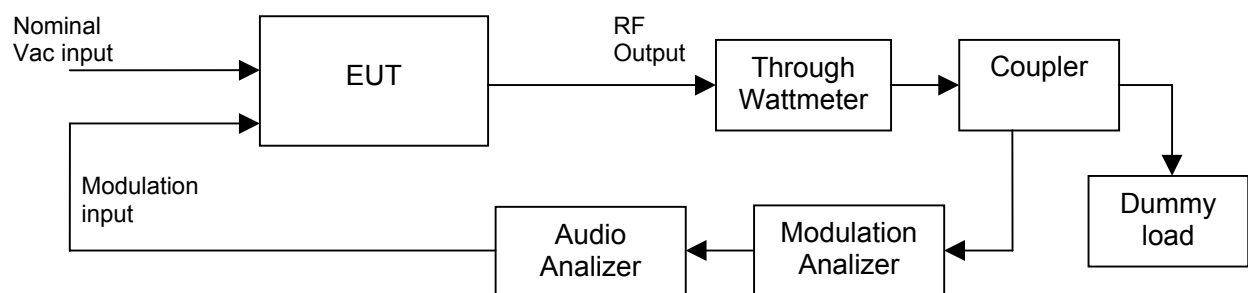 Nominal
Vac input
EUT
RF
Output
Through
Wattmeter
Coupler
Modulation
input
Audio
Analizer
Modulation
Analizer
Dummy
load